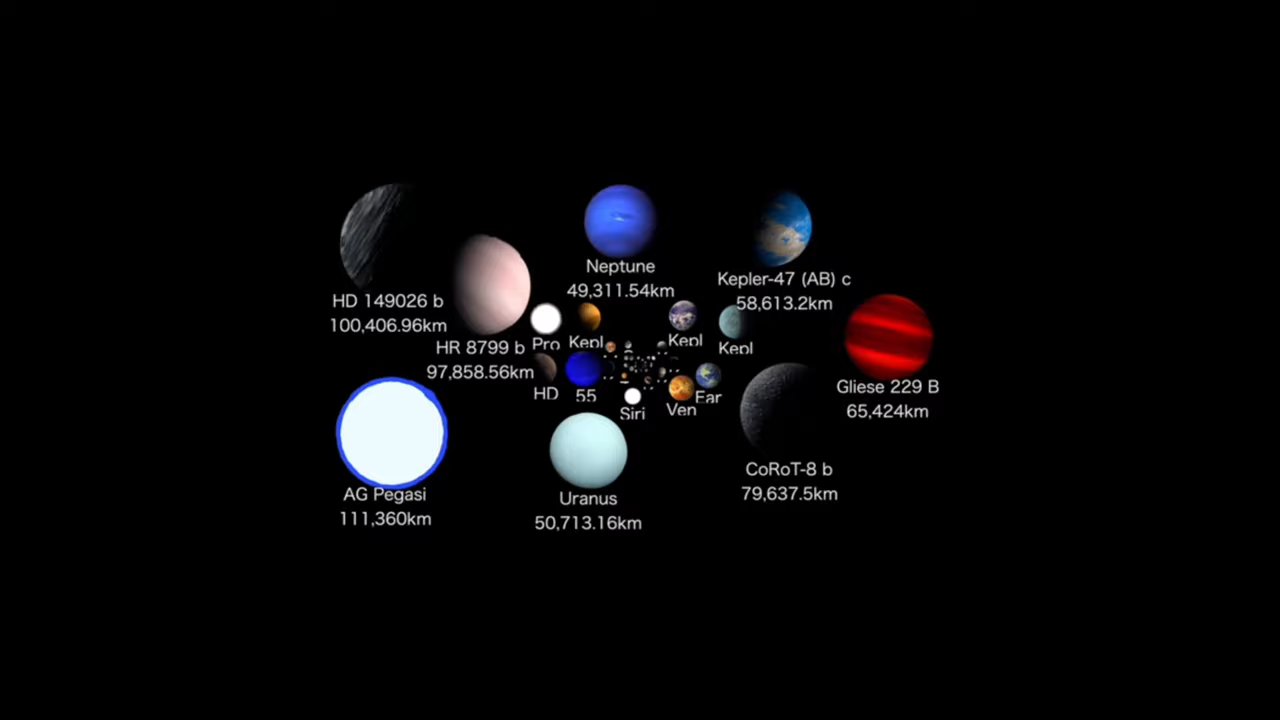 Neptune
49,311.54km
Kepler-47 (AB) c
58,613.2km
HD 149026 b
100,406.96km
HR 8799 b
97,858.56km
Pro
Kepl
Kepl
Kepl
HD
55
Siri
Ven
Ear
Gliese 229 B
65,424km
CoRoT-8 b
79,637.5km
AG Pegasi
111,360km
Uranus
50,713.16km